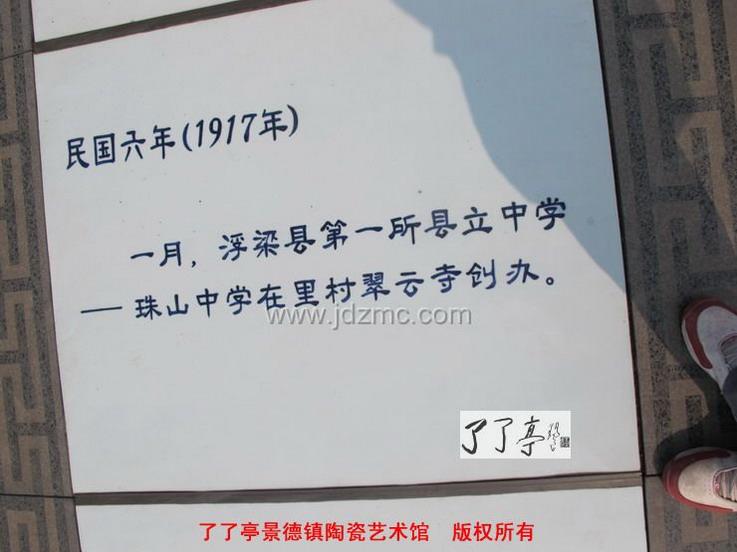 民国六年(1917年)
一月，浮梁县第一所县立中学
— 珠山中学在里村翠云寺创办。
www.jdzmc.com
了了亭
了了亭景德镇陶瓷艺术馆 版权所有